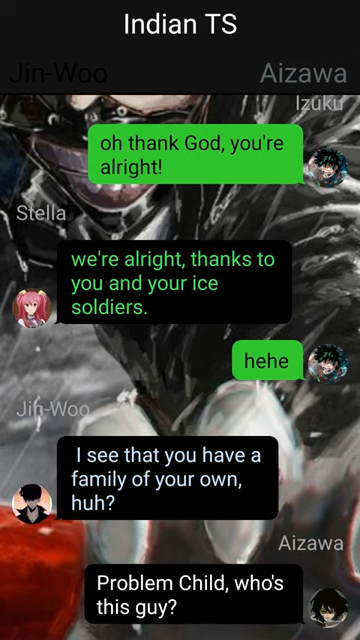 Indian TS
Jin-Woo
Aizawa
Izuku
oh thank God, you're
alright!
Stella
we're alright, thanks to
you and your ice
soldiers.
hehe
Jin-Woo
I see that you have a
family of your own,
huh?
Aizawa
Problem Child, who's
this guy?